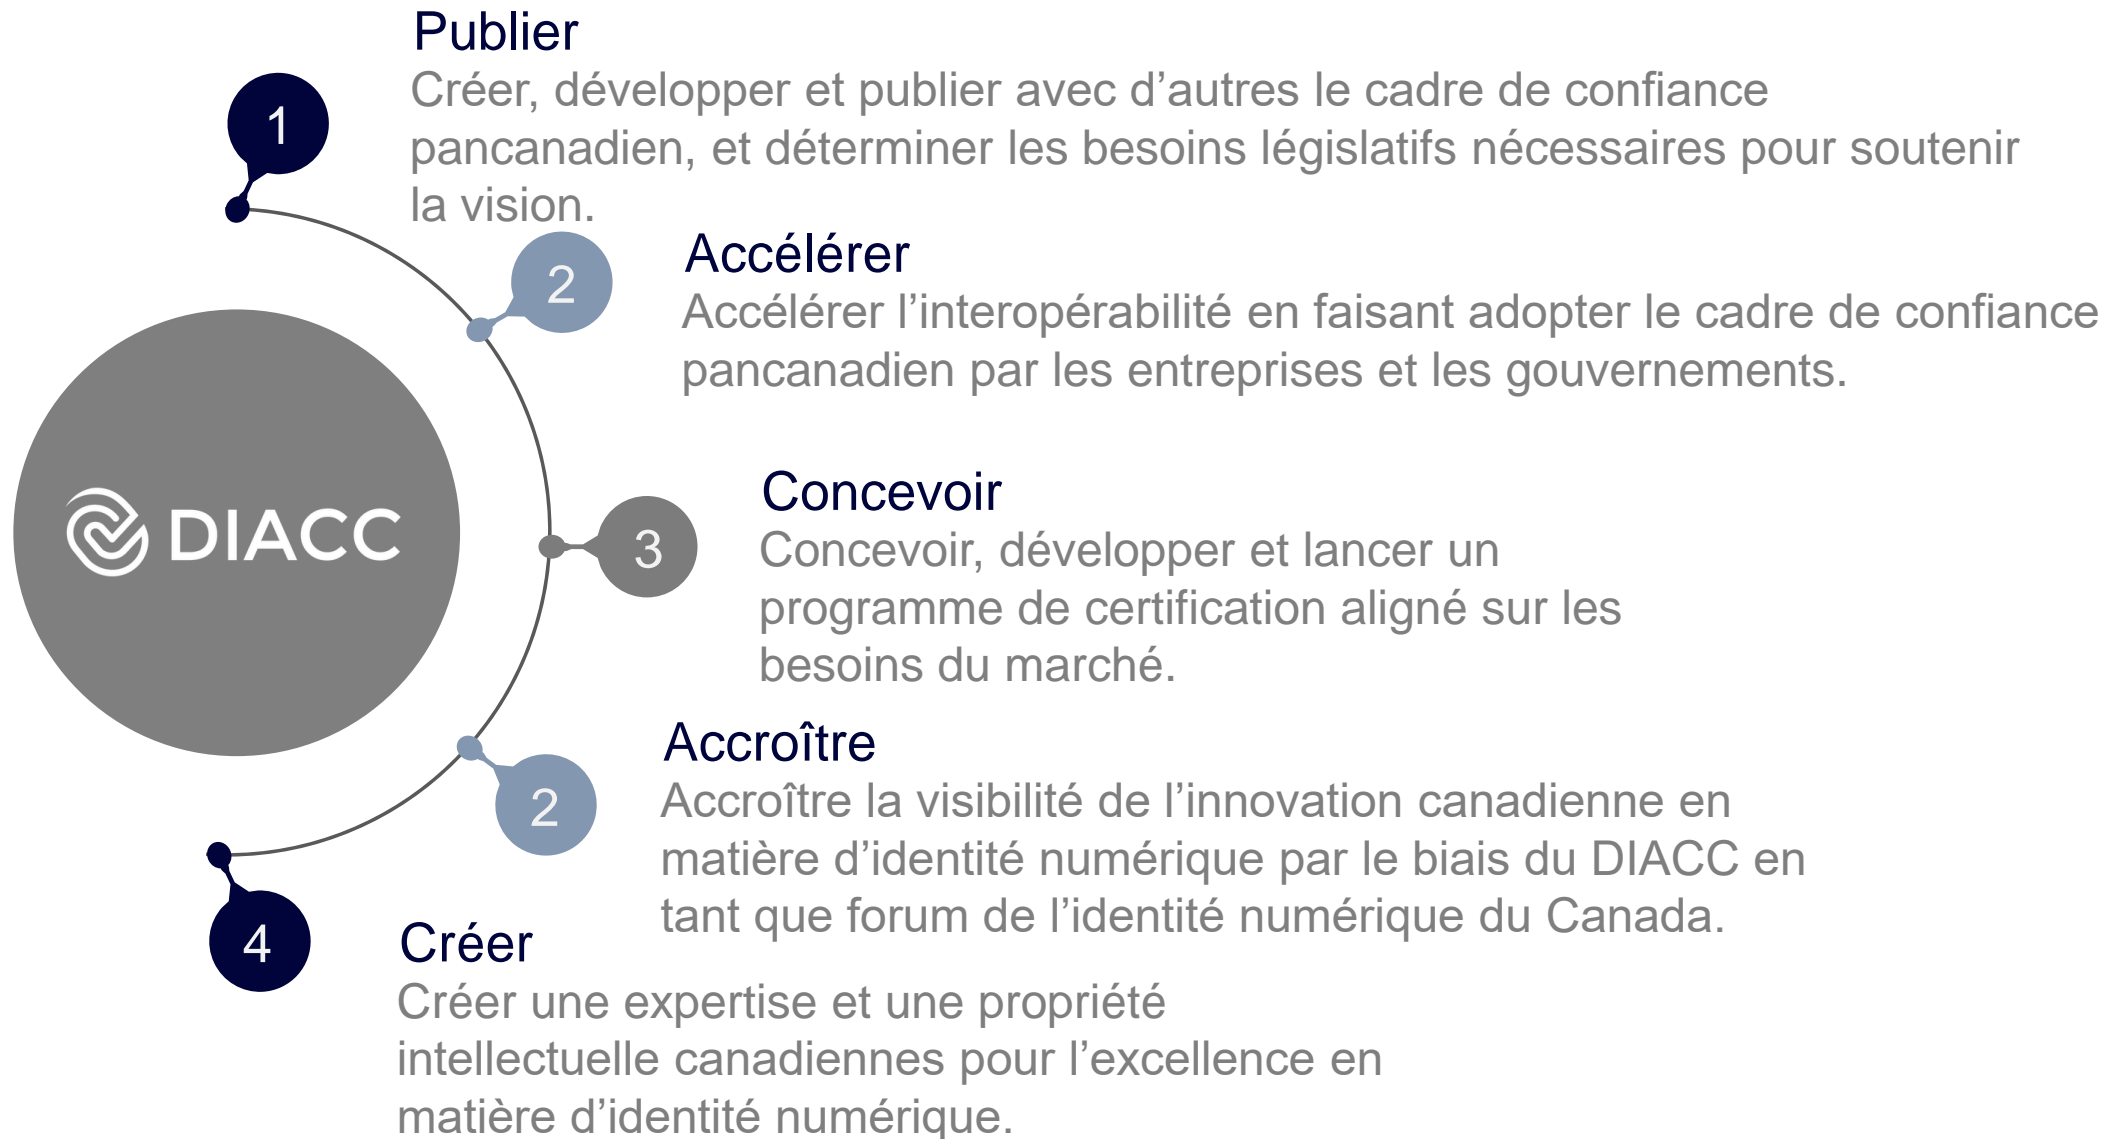 Publier
1
Créer, développer et publier avec d’autres le cadre de confiance
pancanadien, et déterminer les besoins législatifs nécessaires pour soutenir
la vision.
2
Accélérer
Accélérer l’interopérabilité en faisant adopter le cadre de confiance
pancanadien par les entreprises et les gouvernements.
DIACC
3
Concevoir
Concevoir, développer et lancer un
programme de certification aligné sur les
besoins du marché.
2
Accroître
Accroître la visibilité de l’innovation canadienne en
matière d’identité numérique par le biais du DIACC en
tant que forum de l’identité numérique du Canada.
4
Créer
Créer une expertise et une propriété
intellectuelle canadiennes pour l’excellence en
matière d’identité numérique.